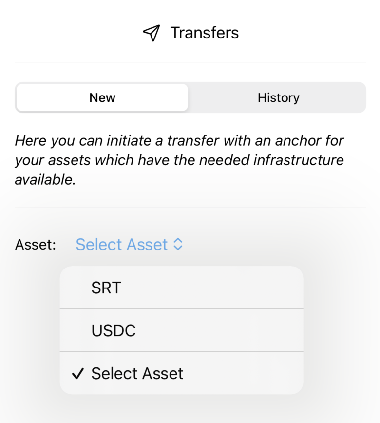 Transfers
New
History
Here you can initiate a transfer with an anchor for
your assets which have the needed infrastructure
available.
Asset: Select Asset
SRT
USDC
Select Asset